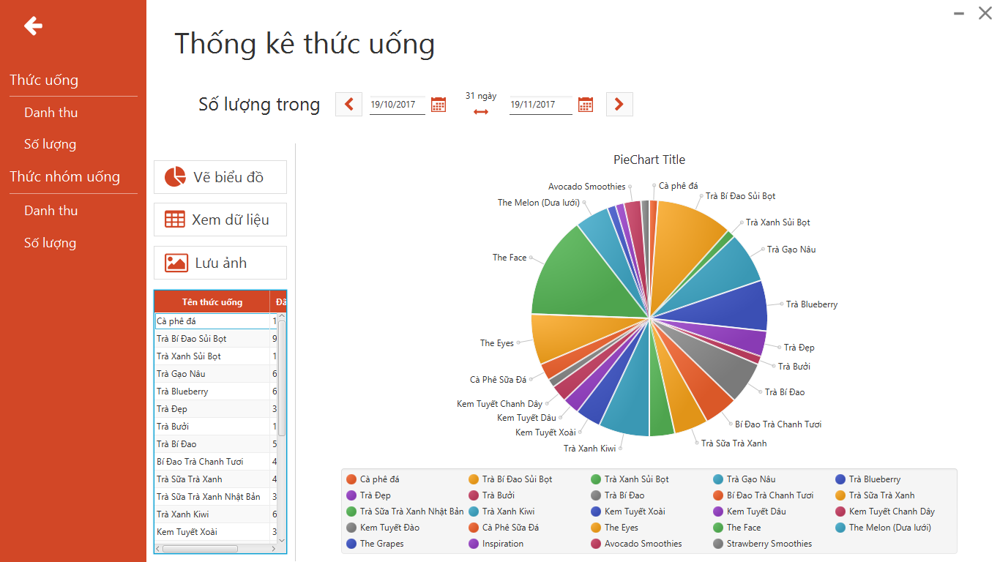 Thống kê thức uống
Thức uống
Danh thu
Số lượng
Thức nhóm uống
Danh thu
Số lượng
Số lượng trong
19/10/2017
31 ngày
19/11/2017
Vẽ biểu đồ
Xem dữ liệu
Lưu ảnh
Tên thức uống Đã
Cà phê đá 1
Trà Bí Đao Sủi Bọt 9
Trà Xanh Sủi Bọt 1
Trà Gạo Nâu 6
Trà Blueberry 6
Trà Đẹp 3
Trà Bưởi 1
Trà Bí Đao 5
Bí Đao Trà Chanh Tươi 4
Trà Sữa Trà Xanh 4
Trà Sữa Trà Xanh Nhật Bản 3
Trà Xanh Kiwi 6
Kem Tuyết Xoài 3
PieChart Title
Avocado Smoothies
Cà phê đá
Trà Bí Đao Sủi Bọt
The Melon (Dưa lưới)
Trà Xanh Sủi Bọt
Trà Gạo Nâu
The Face
Trà Blueberry
The Eyes
Trà Đẹp
Trà Bưởi
Cà Phê Sữa Đá
Trà Bí Đao
Kem Tuyết Chanh Dây
Kem Tuyết Dâu
Bí Đao Trà Chanh Tươi
Kem Tuyết Xoài
Trà Sữa Trà Xanh
Trà Xanh Kiwi
Cà phê đá Trà Bí Đao Sủi Bọt Trà Xanh Sủi Bọt Trà Gạo Nâu Trà Blueberry
Trà Đẹp Trà Bưởi Trà Bí Đao Bí Đao Trà Chanh Tươi Trà Sữa Trà Xanh
Trà Sữa Trà Xanh Nhật Bản Trà Xanh Kiwi Kem Tuyết Xoài Kem Tuyết Dâu Kem Tuyết Chanh Dây
Kem Tuyết Đào Cà Phê Sữa Đá The Eyes The Face The Melon (Dưa lưới)
The Grapes Inspiration Avocado Smoothies Strawberry Smoothies